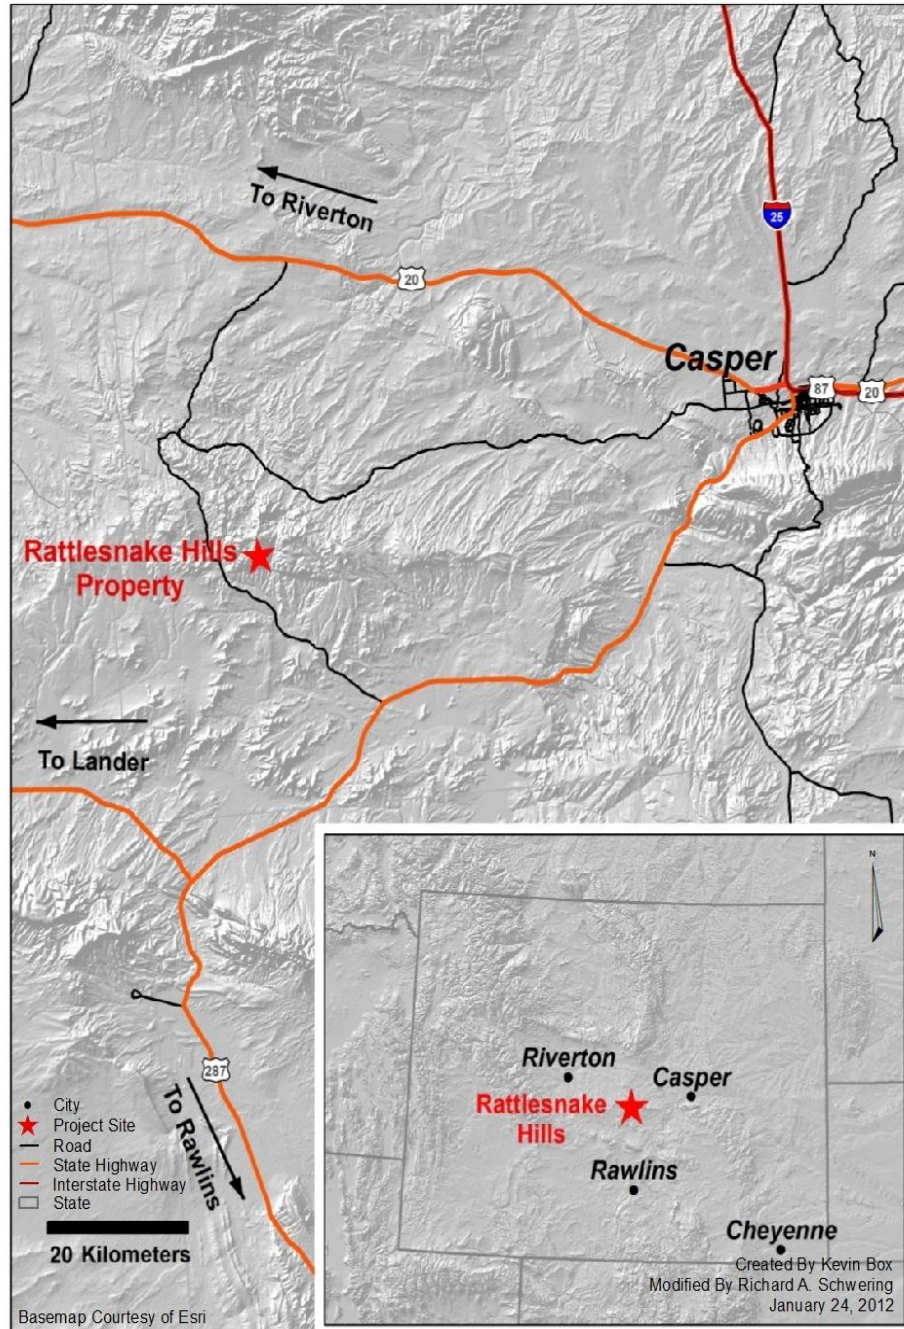 To Riverton
25
20
Casper
87
20
Rattlesnake Hills
Property
To Lander
287
To Rawlins
City
Project Site
Road
State Highway
Interstate Highway
State
20 Kilometers
Basemap Courtesy of Esri
N
Riverton
Casper
Rattlesnake
Hills
Rawlins
Cheyenne
Created By Kevin Box
Modified By Richard A. Schwering
January 24, 2012